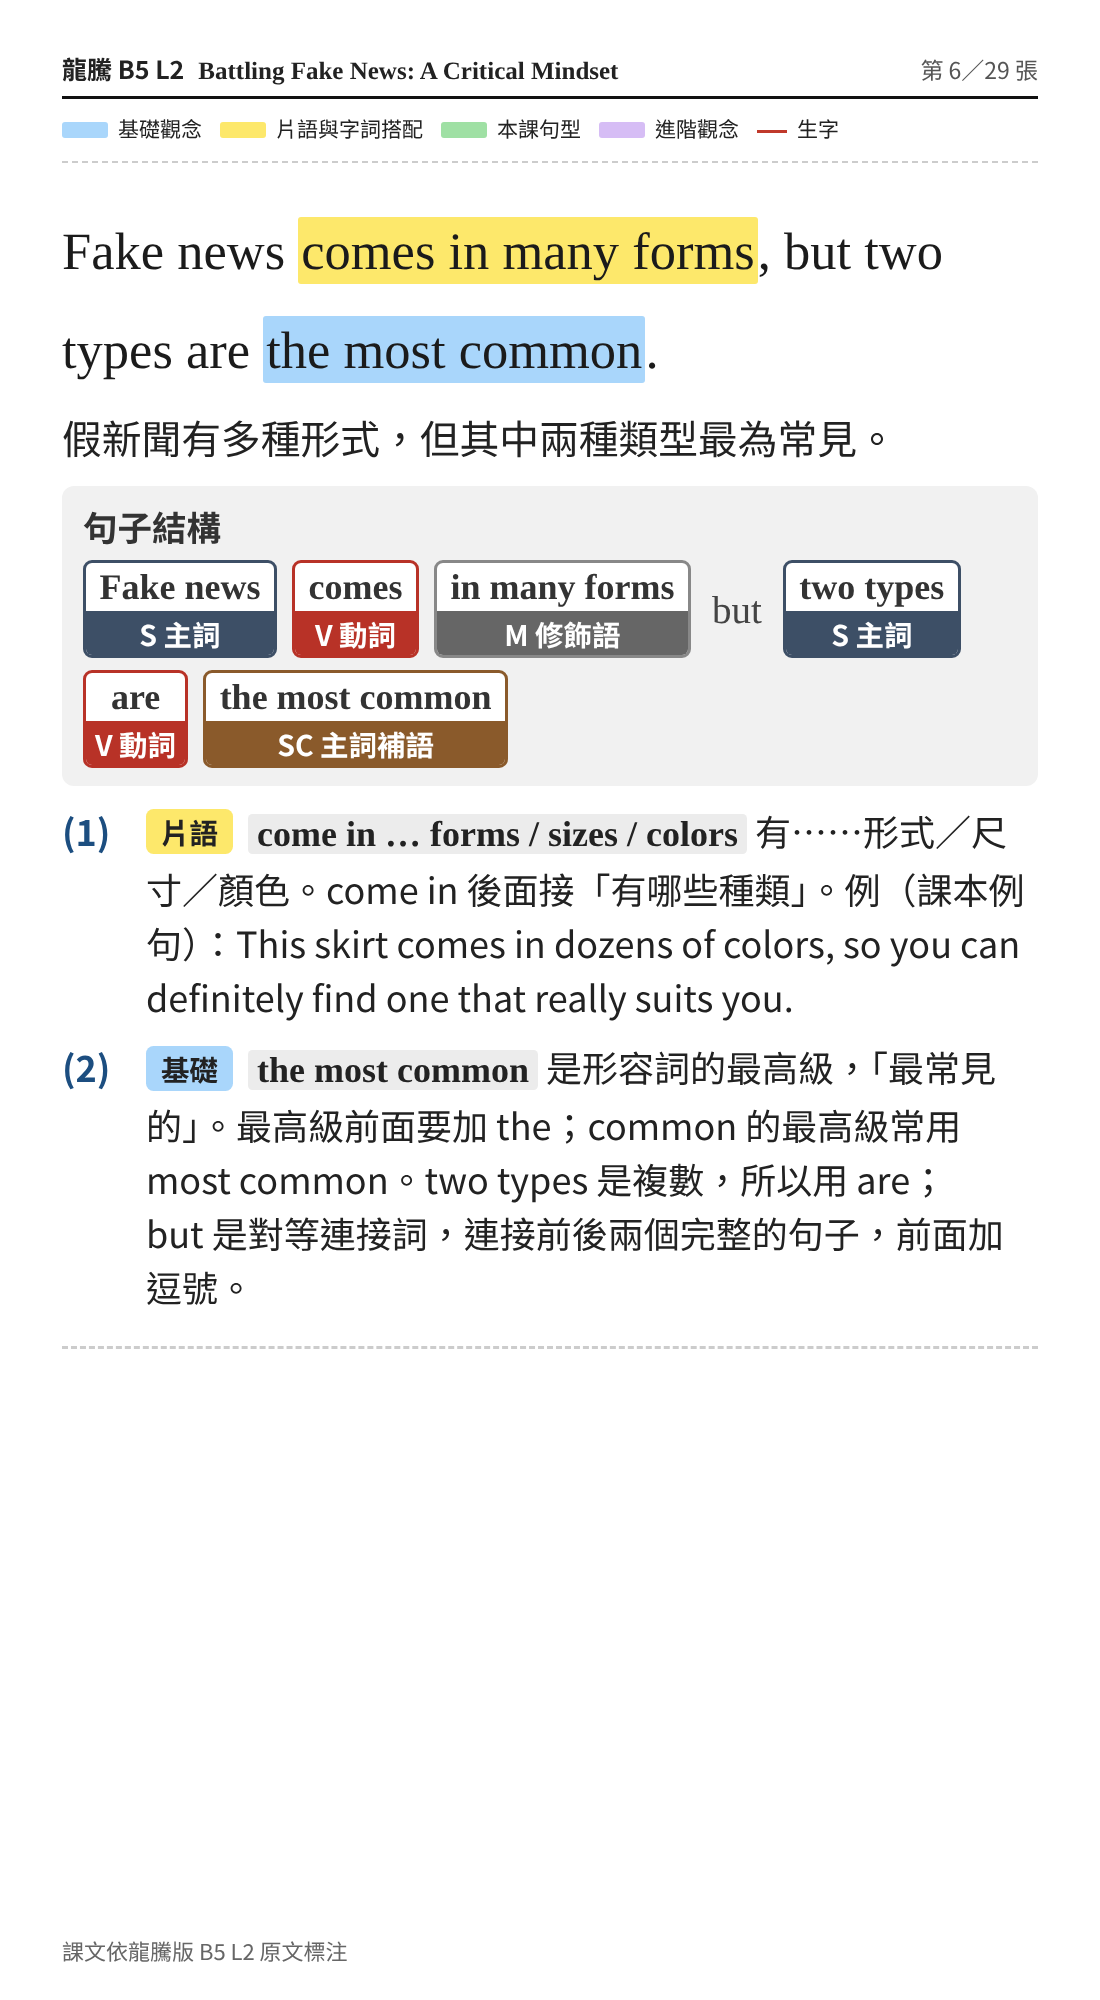 龍騰 B5 L2 Battling Fake News: A Critical Mindset 第 6／29 張
基礎觀念 片語與字詞搭配 本課句型 進階觀念 生字
Fake news comes in many forms, but two
types are the most common.
假新聞有多種形式，但其中兩種類型最為常見。
句子結構
Fake news comes in many forms but two types
S 主詞 V 動詞 M 修飾語 S 主詞
are the most common
V 動詞 SC 主詞補語
(1) 片語 come in … forms / sizes / colors 有……形式／尺
寸／顏色。come in 後面接「有哪些種類」。例（課本例
句）：This skirt comes in dozens of colors, so you can
definitely find one that really suits you.
(2) 基礎 the most common 是形容詞的最高級，「最常見
的」。最高級前面要加 the；common 的最高級常用
most common。two types 是複數，所以用 are；
but 是對等連接詞，連接前後兩個完整的句子，前面加
逗號。
課文依龍騰版 B5 L2 原文標注